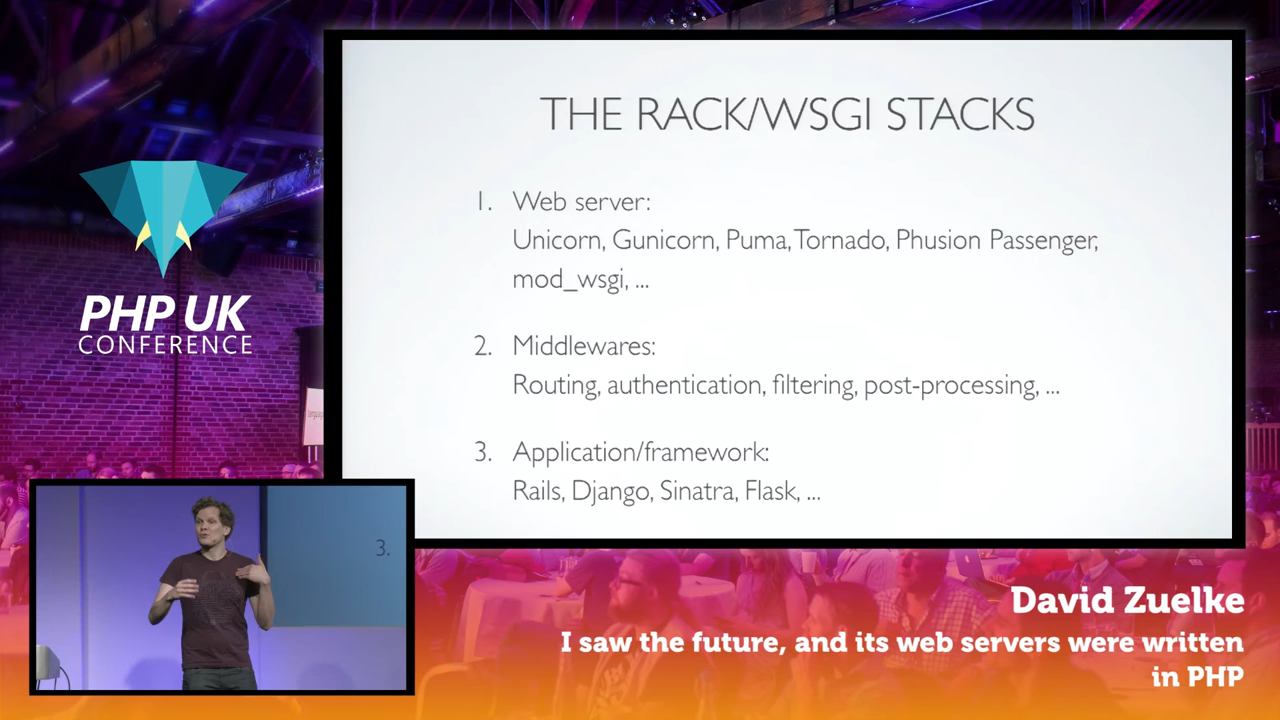 THE RACK/WSGI STACKS
1. Web server:
Unicorn, Gunicorn, Puma, Tornado, Phusion Passenger,
mod_wsgi, ...
2. Middlewares:
Routing, authentication, filtering, post-processing, ...
3. Application/framework:
Rails, Django, Sinatra, Flask, ...
PHP UK
CONFERENCE
3.
David Zuelke
I saw the future, and its web servers were written
in PHP